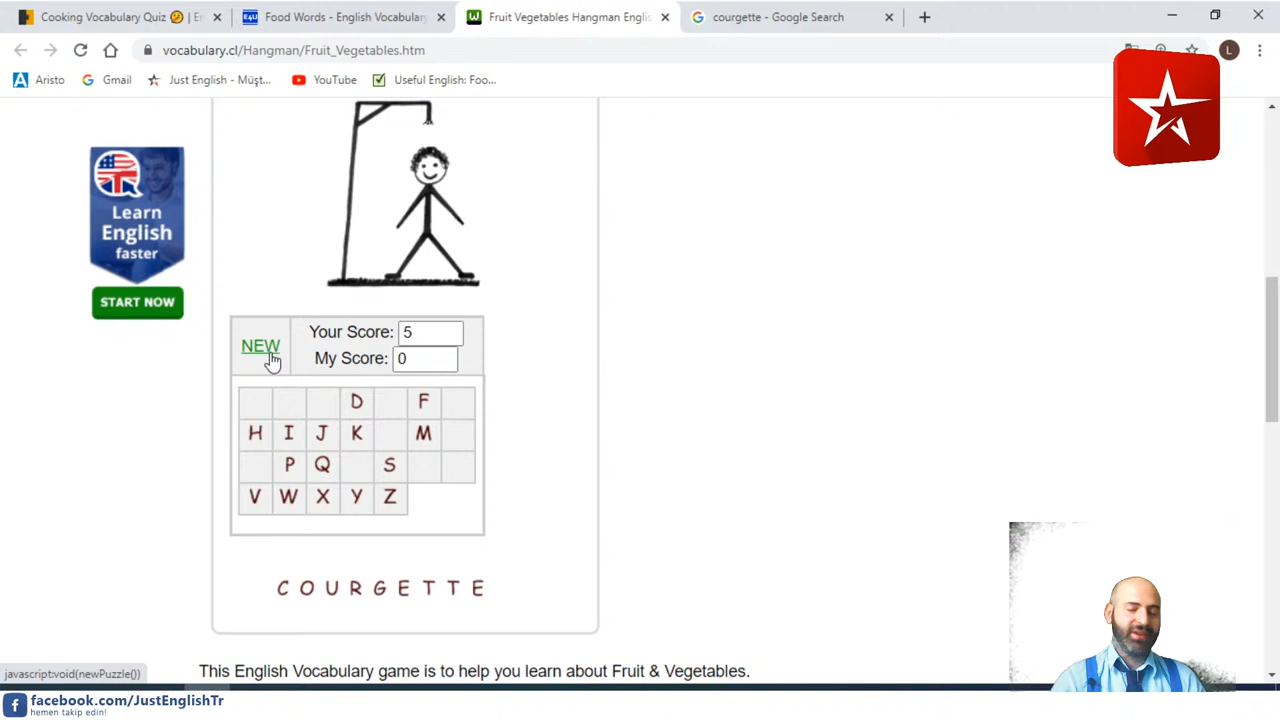 Cooking Vocabulary Quiz 🧐 | E
Food Words - English Vocabulary
Fruit Vegetables Hangman Englis
courgette - Google Search
vocabulary.cl/Hangman/Fruit_Vegetables.htm
L
Aristo
Gmail
Just English - Müşt...
YouTube
Useful English: Foo...
Learn
English
faster
START NOW
NEW
Your Score: 5
My Score: 0
D F
H I J K M
P Q S
V W X Y Z
C O U R G E T T E
This English Vocabulary game is to help you learn about Fruit & Vegetables.
javascript:void(newPuzzle())
facebook.com/JustEnglishTr
hemen takip edin!